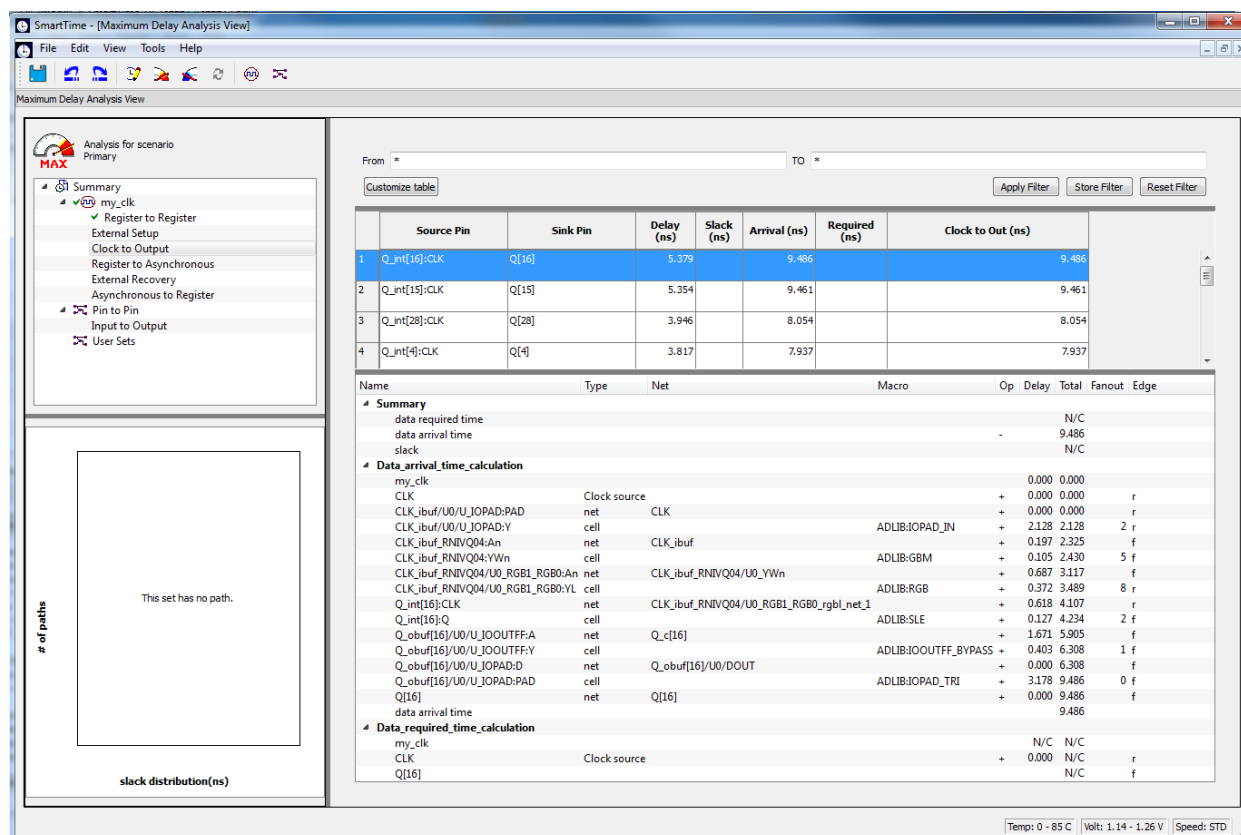 SmartTime - [Maximum Delay Analysis View]
File Edit View Tools Help
Maximum Delay Analysis View
MAX
Analysis for scenario
Primary
Summary
my_clk
Register to Register
External Setup
Clock to Output
Register to Asynchronous
External Recovery
Asynchronous to Register
Pin to Pin
Input to Output
User Sets
# of paths
This set has no path.
slack distribution(ns)
From * TO *
Customize table Apply Filter Store Filter Reset Filter
Source Pin Sink Pin Delay (ns) Slack (ns) Arrival (ns) Required (ns) Clock to Out (ns)
1 Q_int[16]:CLK Q[16] 5.379 9.486 9.486
2 Q_int[15]:CLK Q[15] 5.354 9.461 9.461
3 Q_int[28]:CLK Q[28] 3.946 8.054 8.054
4 Q_int[4]:CLK Q[4] 3.817 7.937 7.937
Name Type Net Macro Op Delay Total Fanout Edge
Summary
data required time N/C
data arrival time - 9.486
slack N/C
Data_arrival_time_calculation
my_clk 0.000 0.000
CLK Clock source + 0.000 0.000 r
CLK_ibuf/U0/U_IOPAD:PAD net CLK + 0.000 0.000 r
CLK_ibuf/U0/U_IOPAD:Y cell ADLIB:IOPAD_IN + 2.128 2.128 2 r
CLK_ibuf_RNIVQ04:An net CLK_ibuf + 0.197 2.325 f
CLK_ibuf_RNIVQ04:YWn cell ADLIB:GBM + 0.105 2.430 5 f
CLK_ibuf_RNIVQ04/U0_RGB1_RGB0:An net CLK_ibuf_RNIVQ04/U0_YWn + 0.687 3.117 f
CLK_ibuf_RNIVQ04/U0_RGB1_RGB0:YL cell ADLIB:RGB + 0.372 3.489 8 r
Q_int[16]:CLK net CLK_ibuf_RNIVQ04/U0_RGB1_RGB0_rgbl_net_1 + 0.618 4.107 r
Q_int[16]:Q cell ADLIB:SLE + 0.127 4.234 2 f
Q_obuf[16]/U0/U_IOOUTFF:A net Q_c[16] + 1.671 5.905 f
Q_obuf[16]/U0/U_IOOUTFF:Y cell ADLIB:IOOUTFF_BYPASS + 0.403 6.308 1 f
Q_obuf[16]/U0/U_IOPAD:D net Q_obuf[16]/U0/DOUT + 0.000 6.308 f
Q_obuf[16]/U0/U_IOPAD:PAD cell ADLIB:IOPAD_TRI + 3.178 9.486 0 f
Q[16] net Q[16] + 0.000 9.486 f
data arrival time 9.486
Data_required_time_calculation
my_clk N/C N/C
CLK Clock source + 0.000 N/C r
Q[16] N/C f
Temp: 0 - 85 C Volt: 1.14 - 1.26 V Speed: STD